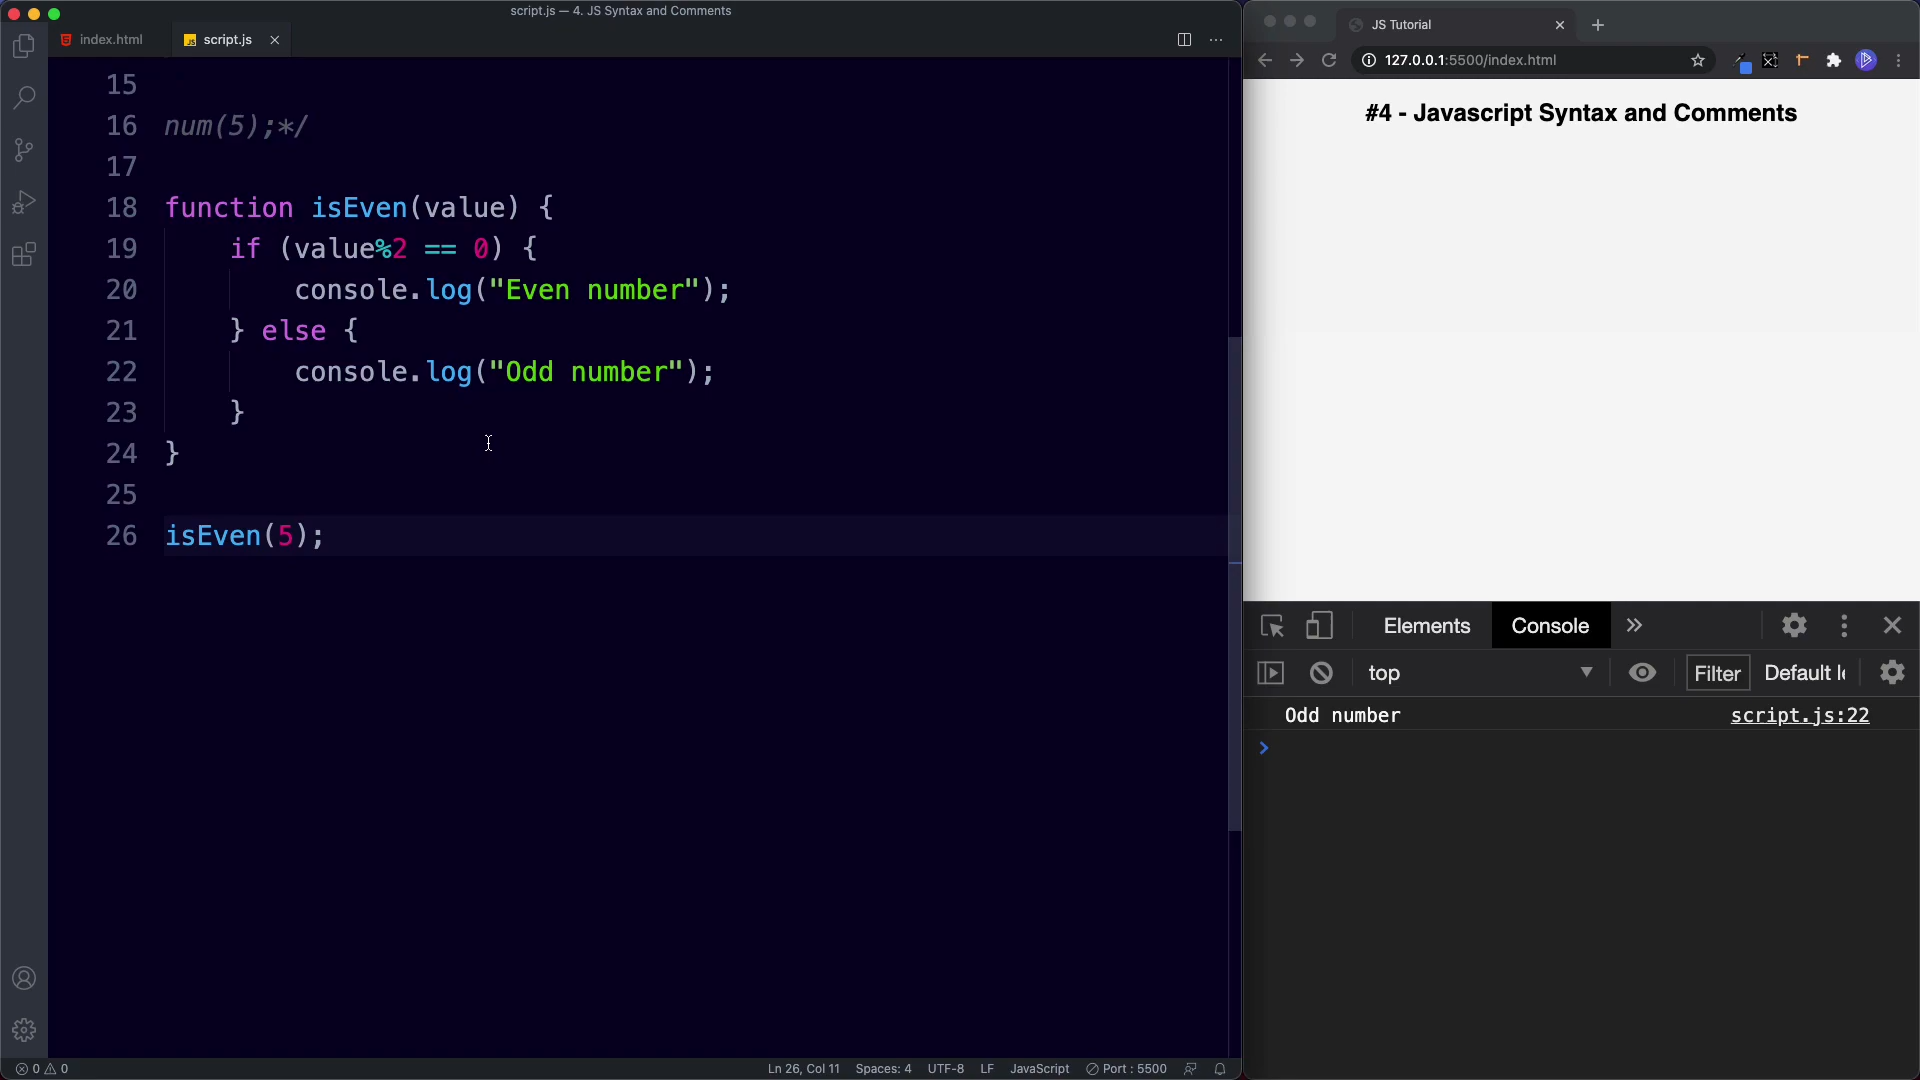 script.js — 4. JS Syntax and Comments
index.html
script.js
15
16 num(5);*/
17
18 function isEven(value) {
19 if (value%2 == 0) {
20 console.log("Even number");
21 } else {
22 console.log("Odd number");
23 }
24 }
25
26 isEven(5);
0 0
Ln 26, Col 11 Spaces: 4 UTF-8 LF JavaScript Port : 5500
JS Tutorial
127.0.0.1:5500/index.html
#4 - Javascript Syntax and Comments
Elements Console »
top Filter Default
Odd number script.js:22